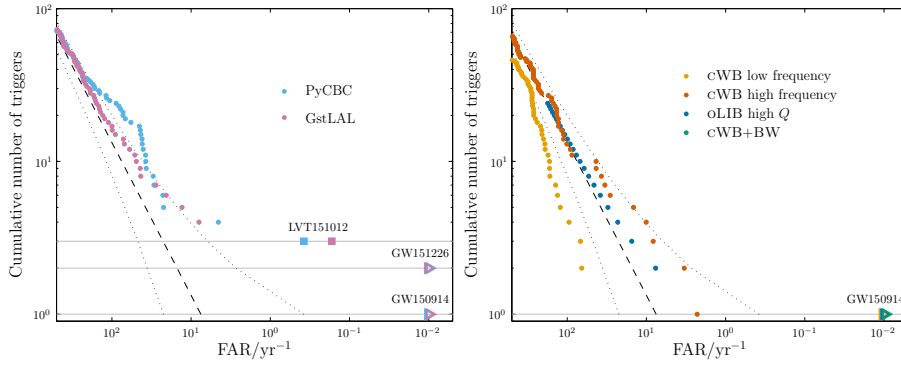 10²
10¹
10⁰
Cumulative number of triggers
PyCBC
GstLAL
LVT151012
GW151226
GW150914
10² 10¹ 10⁰ 10⁻¹ 10⁻²
FAR/yr⁻¹
10²
10¹
10⁰
Cumulative number of triggers
cWB low frequency
cWB high frequency
oLIB high Q
cWB+BW
GW150914
10² 10¹ 10⁰ 10⁻¹ 10⁻²
FAR/yr⁻¹